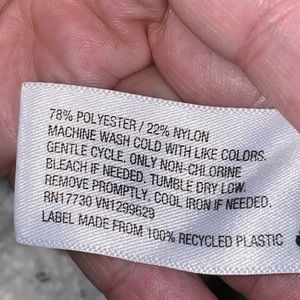 78% POLYESTER / 22% NYLON
MACHINE WASH COLD WITH LIKE COLORS.
GENTLE CYCLE, ONLY NON-CHLORINE
BLEACH IF NEEDED. TUMBLE DRY LOW.
REMOVE PROMPTLY. COOL IRON IF NEEDED.
RN17730 VN1299629
LABEL MADE FROM 100% RECYCLED PLASTIC